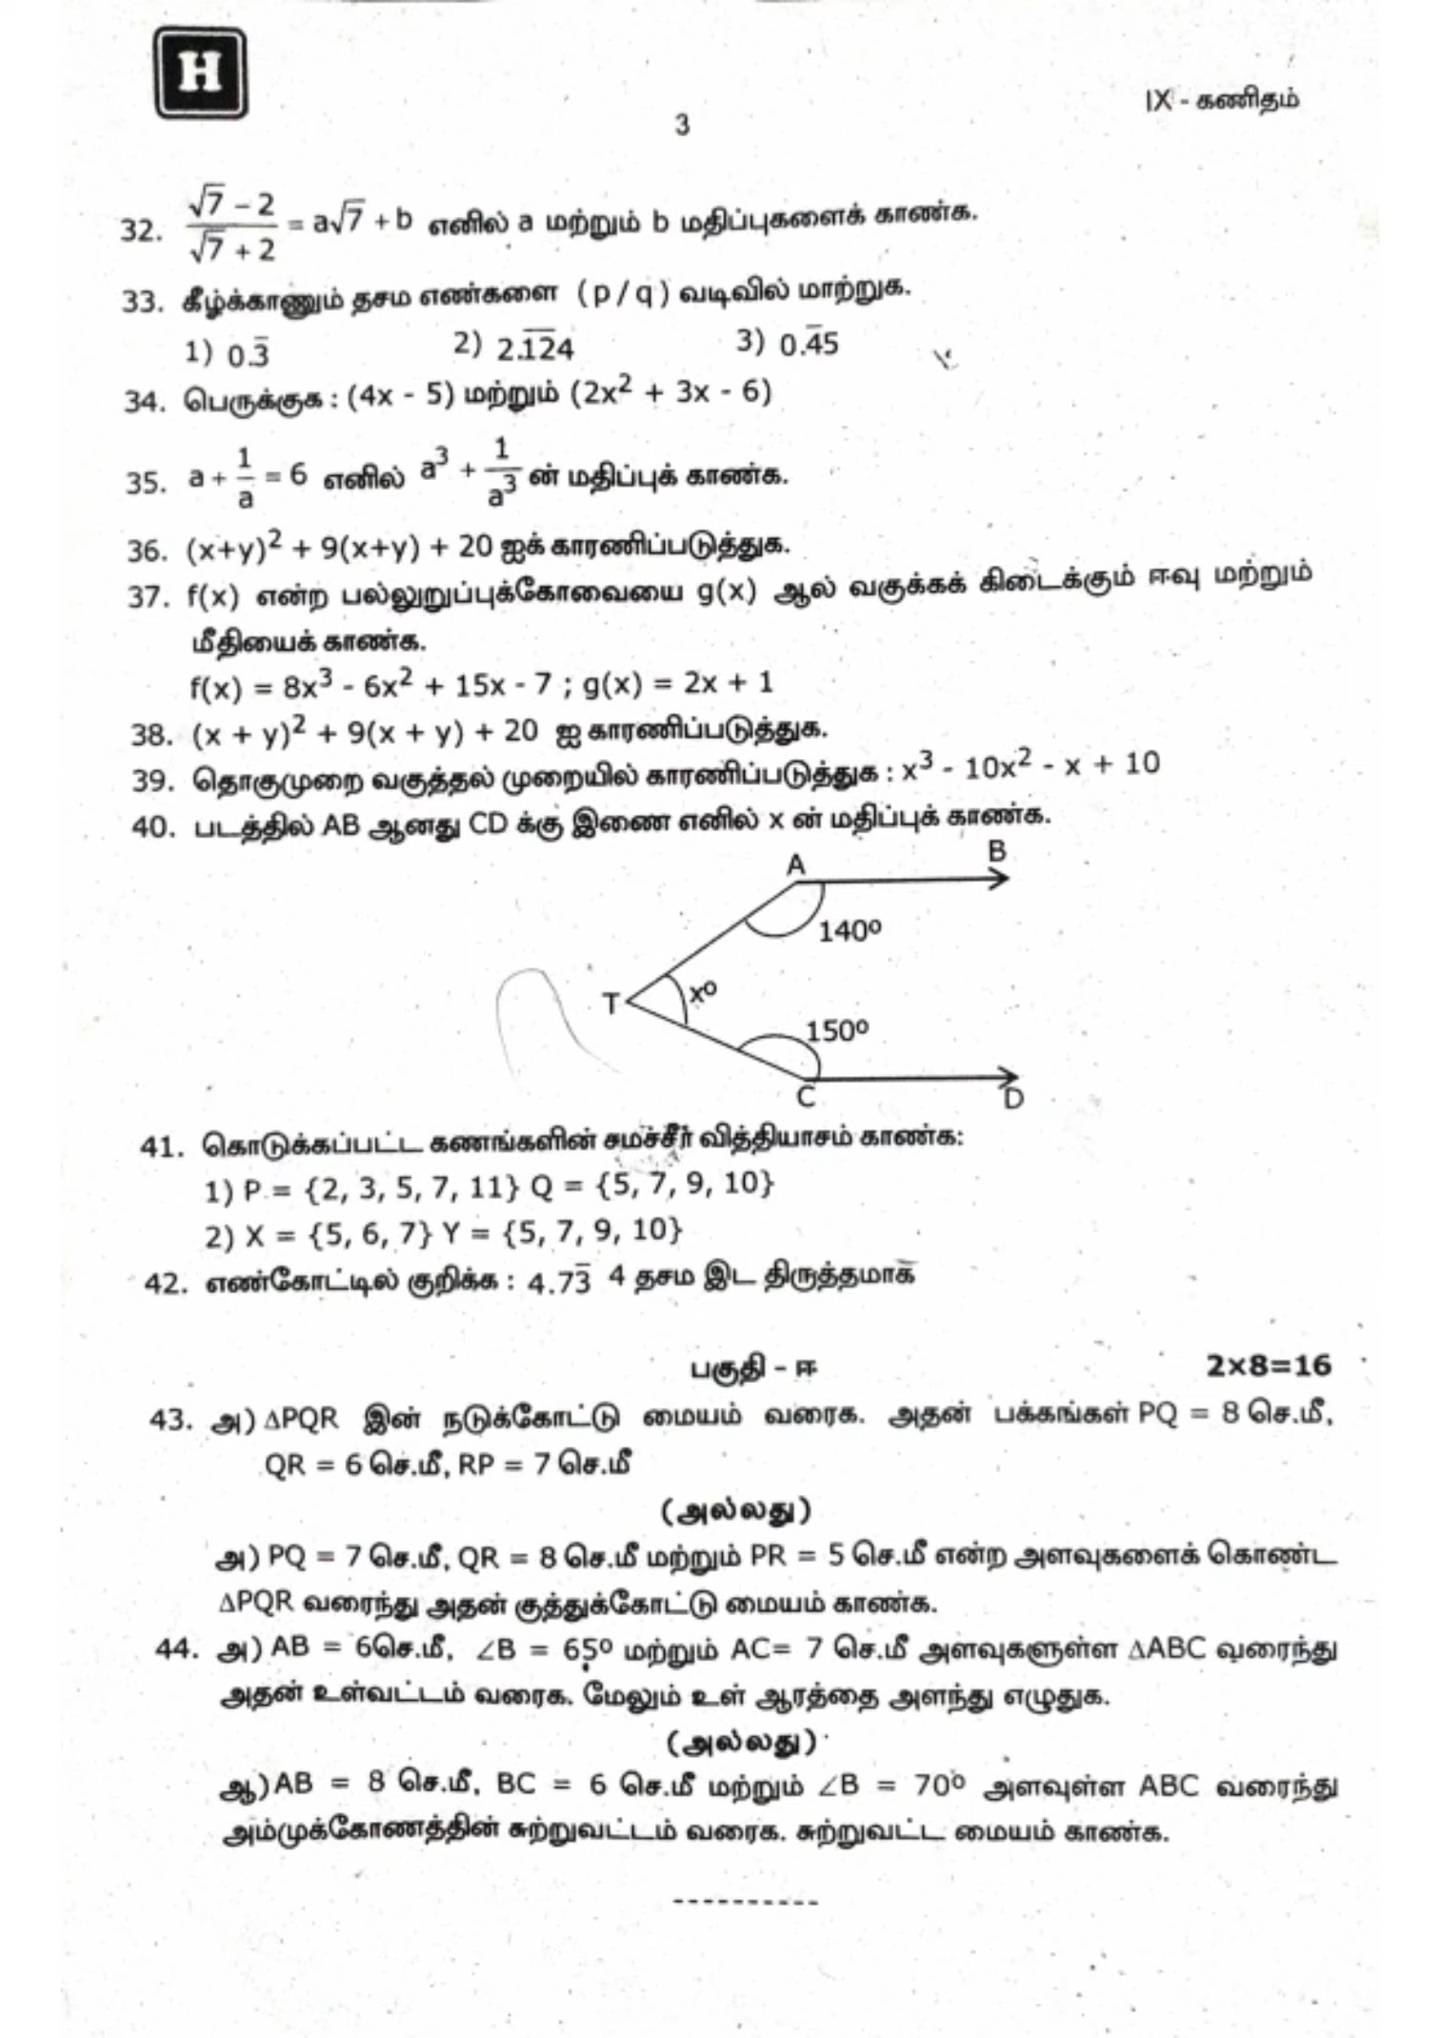 H
IX - கணிதம்
3
32. (√7 - 2)/(√7 + 2) = a√7 + b எனில் a மற்றும் b மதிப்புகளைக் காண்க.
33. கீழ்க்காணும் தசம எண்களை (p/q) வடிவில் மாற்றுக.
1) 0.3̅ 2) 2.1̅2̅4 3) 0.4̅5
34. பெருக்குக : (4x - 5) மற்றும் (2x² + 3x - 6)
35. a + 1/a = 6 எனில் a³ + 1/a³ ன் மதிப்புக் காண்க.
36. (x+y)² + 9(x+y) + 20 ஐக் காரணிப்படுத்துக.
37. f(x) என்ற பல்லுறுப்புக்கோவையை g(x) ஆல் வகுக்கக் கிடைக்கும் ஈவு மற்றும்
மீதியைக் காண்க.
f(x) = 8x³ - 6x² + 15x - 7 ; g(x) = 2x + 1
38. (x + y)² + 9(x + y) + 20 ஐ காரணிப்படுத்துக.
39. தொகுமுறை வகுத்தல் முறையில் காரணிப்படுத்துக : x³ - 10x² - x + 10
40. படத்தில் AB ஆனது CD க்கு இணை எனில் x ன் மதிப்புக் காண்க.
A B
140⁰
T x⁰
150⁰
C D
41. கொடுக்கப்பட்ட கணங்களின் சமச்சீர் வித்தியாசம் காண்க:
1) P = {2, 3, 5, 7, 11} Q = {5, 7, 9, 10}
2) X = {5, 6, 7} Y = {5, 7, 9, 10}
42. எண்கோட்டில் குறிக்க : 4.73̅ 4 தசம இட திருத்தமாக
பகுதி - ஈ 2×8=16
43. அ) ∆PQR இன் நடுக்கோட்டு மையம் வரைக. அதன் பக்கங்கள் PQ = 8 செ.மீ,
QR = 6 செ.மீ, RP = 7 செ.மீ
(அல்லது)
அ) PQ = 7 செ.மீ, QR = 8 செ.மீ மற்றும் PR = 5 செ.மீ என்ற அளவுகளைக் கொண்ட
∆PQR வரைந்து அதன் குத்துக்கோட்டு மையம் காண்க.
44. அ) AB = 6செ.மீ, ∠B = 65⁰ மற்றும் AC= 7 செ.மீ அளவுகளுள்ள ∆ABC வரைந்து
அதன் உள்வட்டம் வரைக. மேலும் உள் ஆரத்தை அளந்து எழுதுக.
(அல்லது)
ஆ)AB = 8 செ.மீ, BC = 6 செ.மீ மற்றும் ∠B = 70⁰ அளவுள்ள ABC வரைந்து
அம்முக்கோணத்தின் சுற்றுவட்டம் வரைக. சுற்றுவட்ட மையம் காண்க.
----------